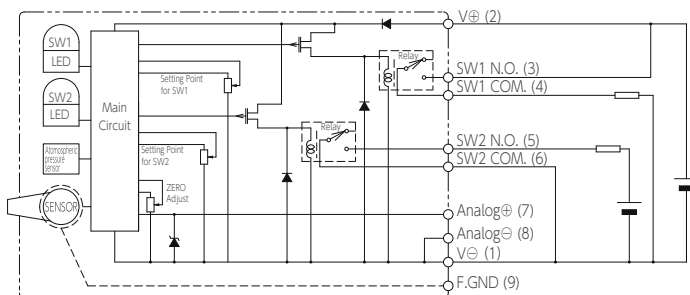 SW1
LED
SW2
LED
Atomospheric
pressure
sensor
SENSOR
Main
Circuit
Setting Point
for SW1
Setting Point
for SW2
ZERO
Adjust
Relay
Relay
V⊕ (2)
SW1 N.O. (3)
SW1 COM. (4)
SW2 N.O. (5)
SW2 COM. (6)
Analog⊕ (7)
Analog⊖ (8)
V⊖ (1)
F.GND (9)